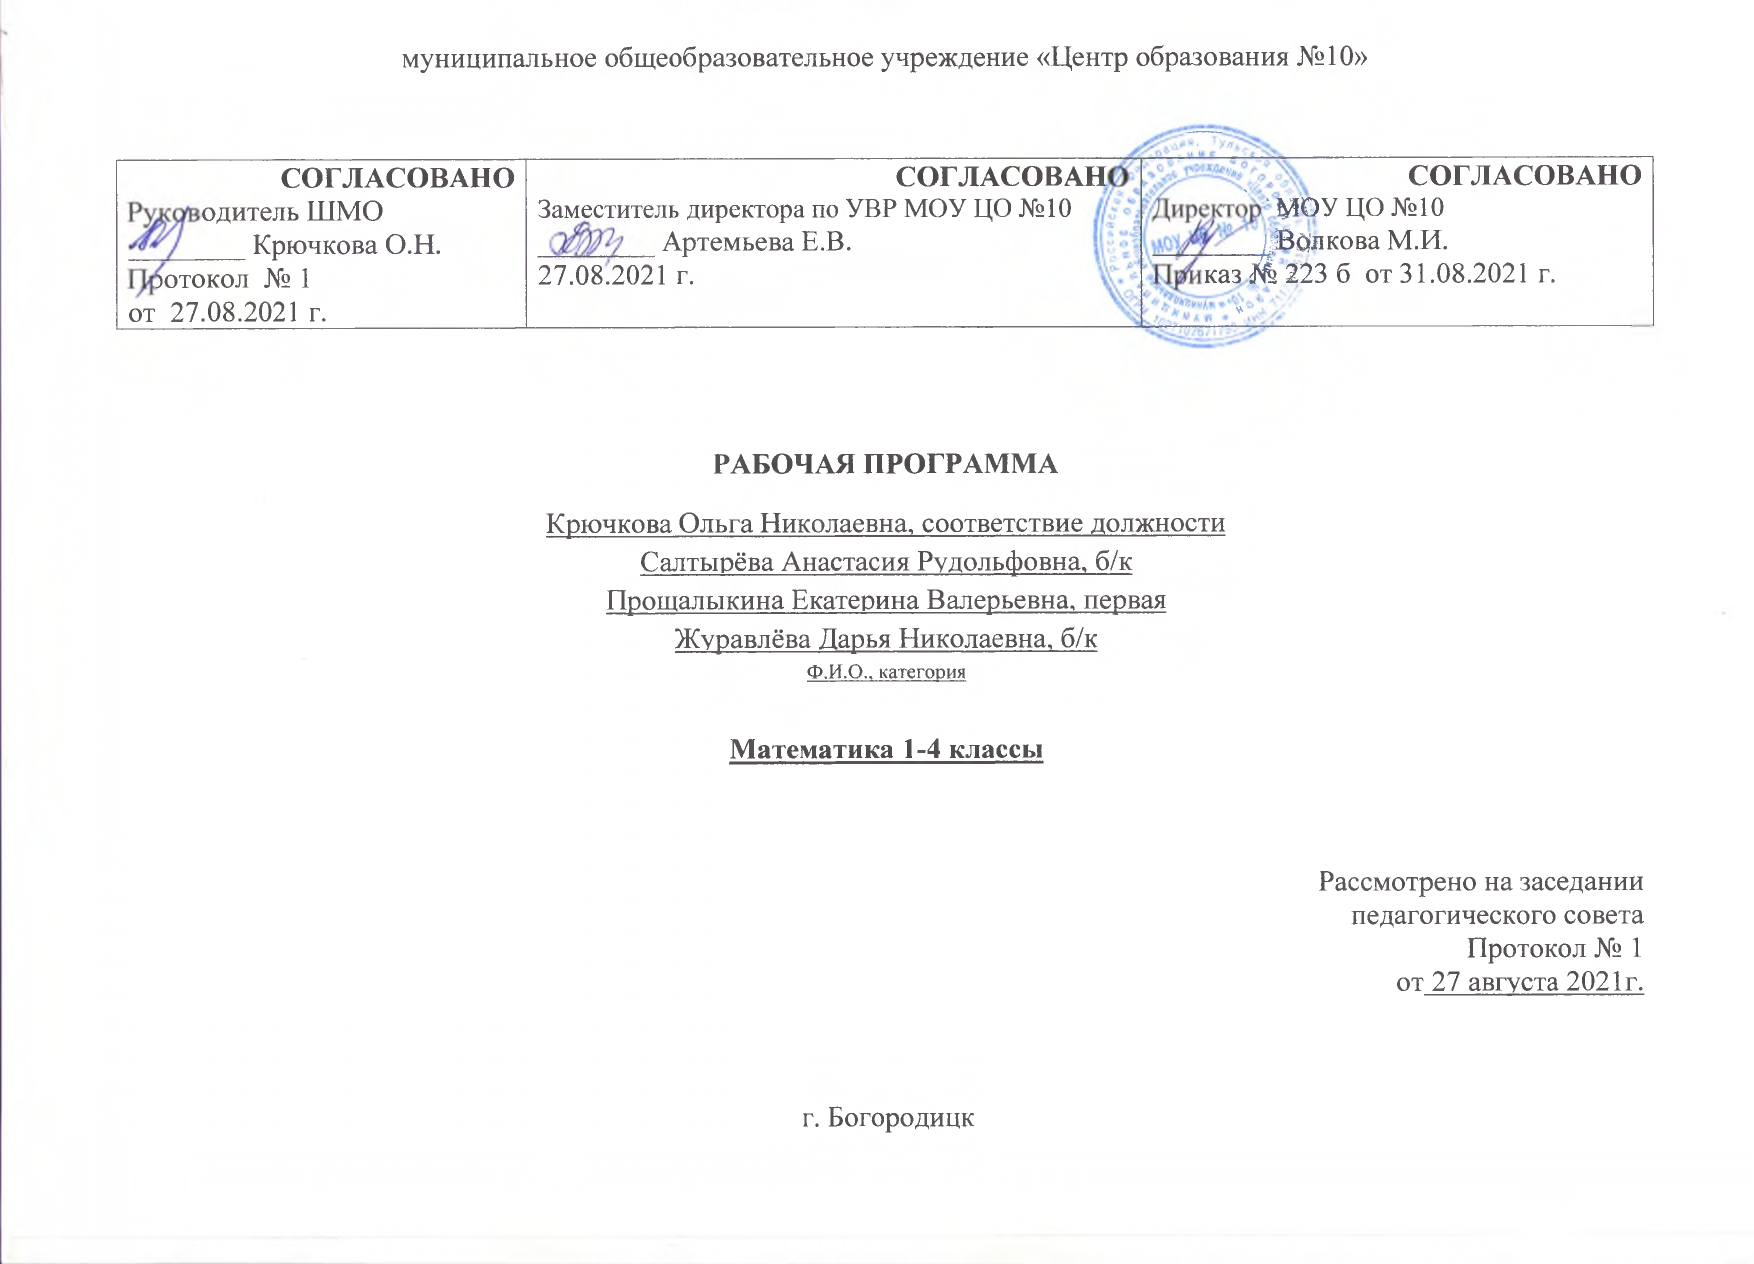 муниципальное общеобразовательное учреждение «Центр образования №10»
СОГЛАСОВАНО
Руководитель ШМО
_________ Крючкова О.Н.
Протокол № 1
от 27.08.2021 г.
СОГЛАСОВАНО
Заместитель директора по УВР МОУ ЦО №10
_________ Артемьева Е.В.
27.08.2021 г.
СОГЛАСОВАНО
Директор МОУ ЦО №10
_________ Волкова М.И.
Приказ № 223 б от 31.08.2021 г.
РАБОЧАЯ ПРОГРАММА
Крючкова Ольга Николаевна, соответствие должности
Салтырёва Анастасия Рудольфовна, б/к
Прощалыкина Екатерина Валерьевна, первая
Журавлёва Дарья Николаевна, б/к
Ф.И.О., категория
Математика 1-4 классы
Рассмотрено на заседании
педагогического совета
Протокол № 1
от 27 августа 2021г.
г. Богородицк